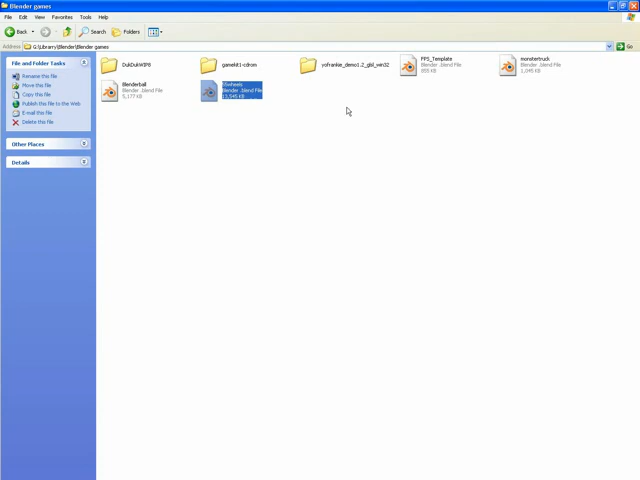 Blender games
File Edit View Favorites Tools Help
Back Search Folders
Address G:\Library\Blender\Blender games Go
File and Folder Tasks
Rename this file
Move this file
Copy this file
Publish this file to the Web
E-mail this file
Delete this file
Other Places
Details
DukDukWIP8
gamekit1-cdrom
yofrankie_demo1.2_glsl_win32
FPS_Template
Blender .blend File
855 KB
monstertruck
Blender .blend File
1,045 KB
Blenderball
Blender .blend File
5,177 KB
Blender .blend File
13,545 KB